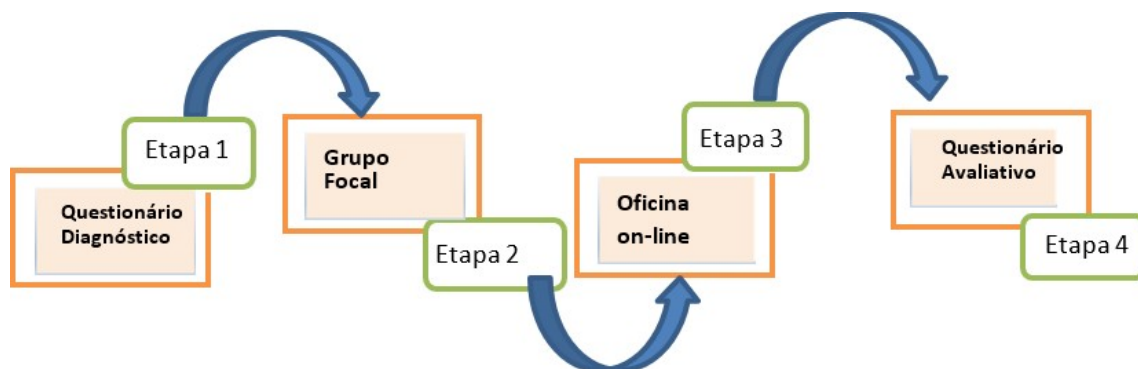 Etapa 1
Questionário
Diagnóstico
Grupo
Focal
Etapa 2
Etapa 3
Oficina
on-line
Questionário
Avaliativo
Etapa 4